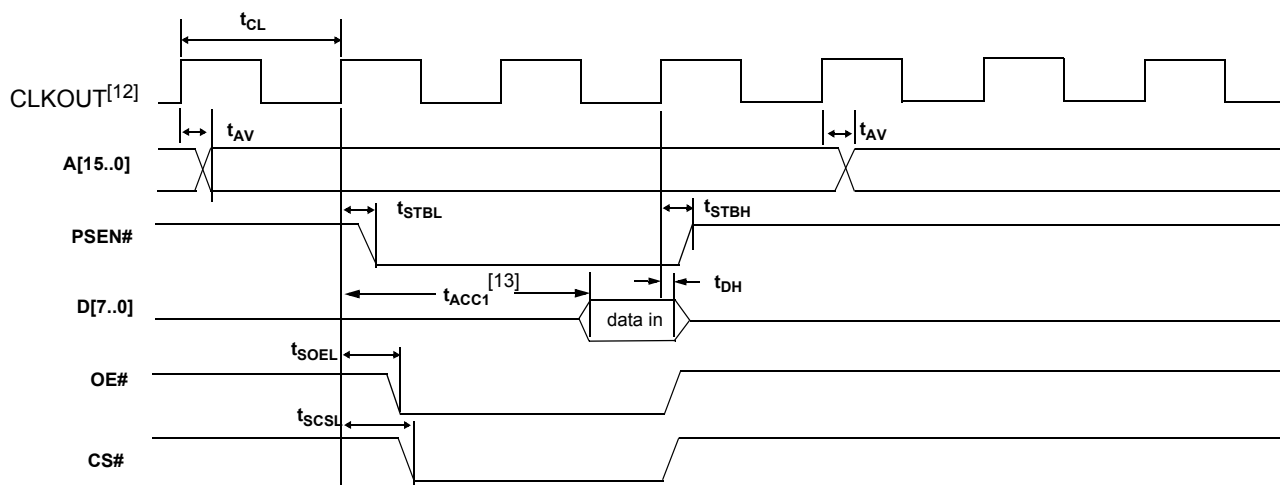 tCL
CLKOUT[12]
tAV
tAV
A[15..0]
tSTBL
tSTBH
PSEN#
tACC1[13]
tDH
D[7..0]
data in
tSOEL
OE#
tSCSL
CS#